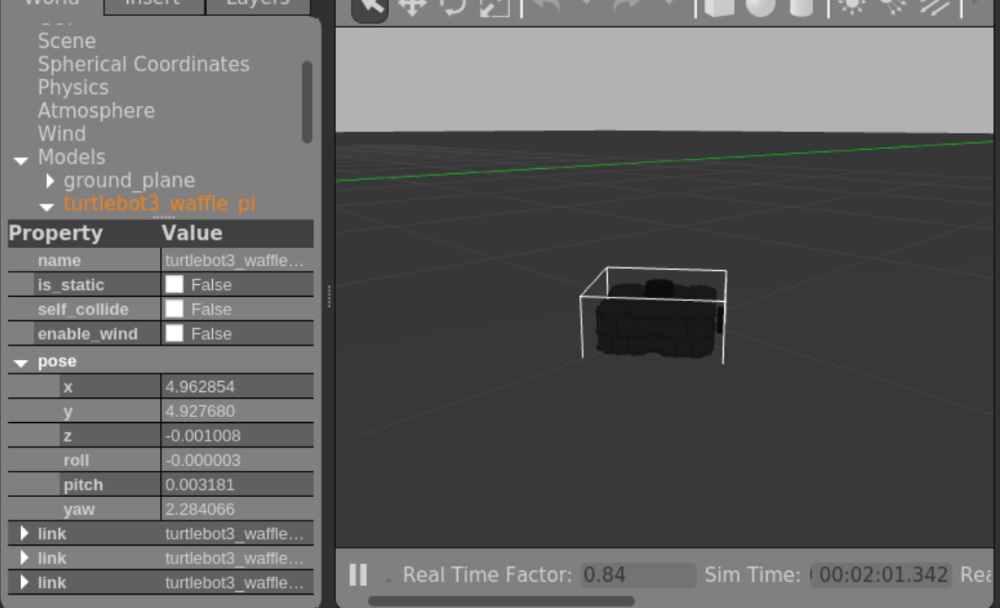 World Insert Layers
Scene
Spherical Coordinates
Physics
Atmosphere
Wind
Models
ground_plane
turtlebot3_waffle_pi
Property Value
name turtlebot3_waffle...
is_static False
self_collide False
enable_wind False
pose
x 4.962854
y 4.927680
z -0.001008
roll -0.000003
pitch 0.003181
yaw 2.284066
link turtlebot3_waffle...
link turtlebot3_waffle...
link turtlebot3_waffle...
Real Time Factor: 0.84 Sim Time: 00:02:01.342 Rea